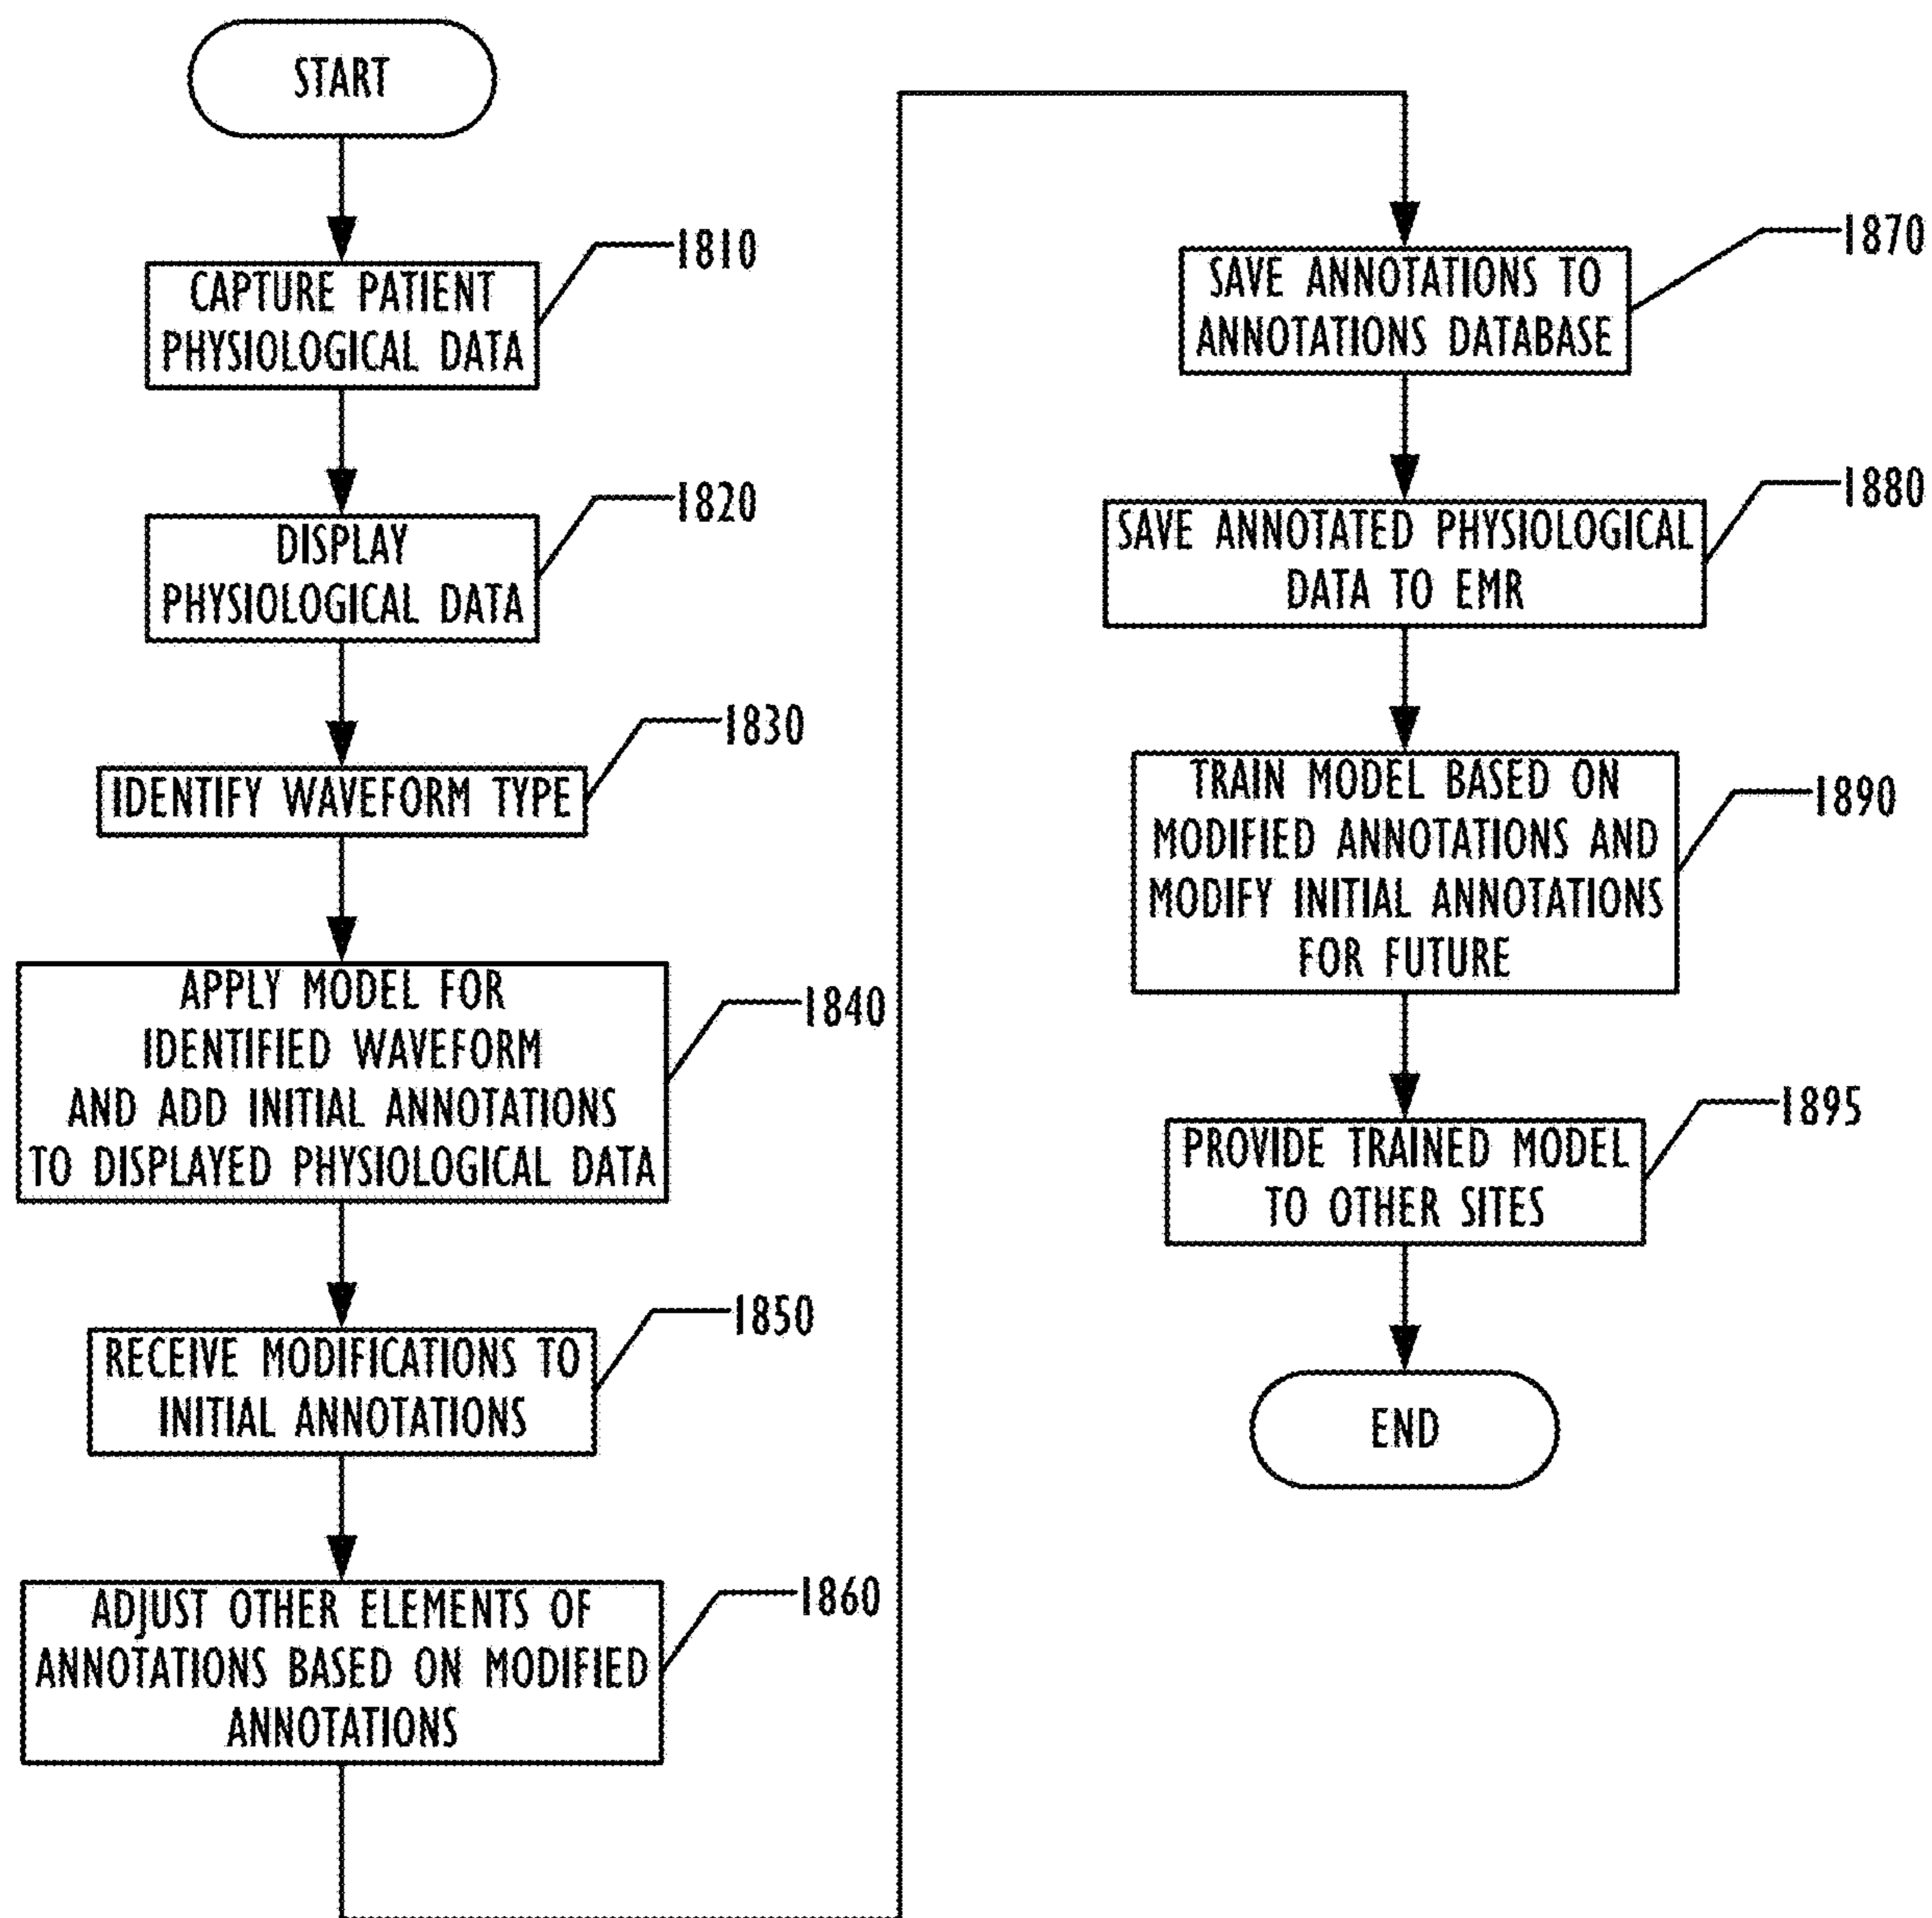 START
CAPTURE PATIENT
PHYSIOLOGICAL DATA
1810
DISPLAY
PHYSIOLOGICAL DATA
1820
IDENTIFY WAVEFORM TYPE
1830
APPLY MODEL FOR
IDENTIFIED WAVEFORM
AND ADD INITIAL ANNOTATIONS
TO DISPLAYED PHYSIOLOGICAL DATA
1840
RECEIVE MODIFICATIONS TO
INITIAL ANNOTATIONS
1850
ADJUST OTHER ELEMENTS OF
ANNOTATIONS BASED ON MODIFIED
ANNOTATIONS
1860
SAVE ANNOTATIONS TO
ANNOTATIONS DATABASE
1870
SAVE ANNOTATED PHYSIOLOGICAL
DATA TO EMR
1880
TRAIN MODEL BASED ON
MODIFIED ANNOTATIONS AND
MODIFY INITIAL ANNOTATIONS
FOR FUTURE
1890
PROVIDE TRAINED MODEL
TO OTHER SITES
1895
END